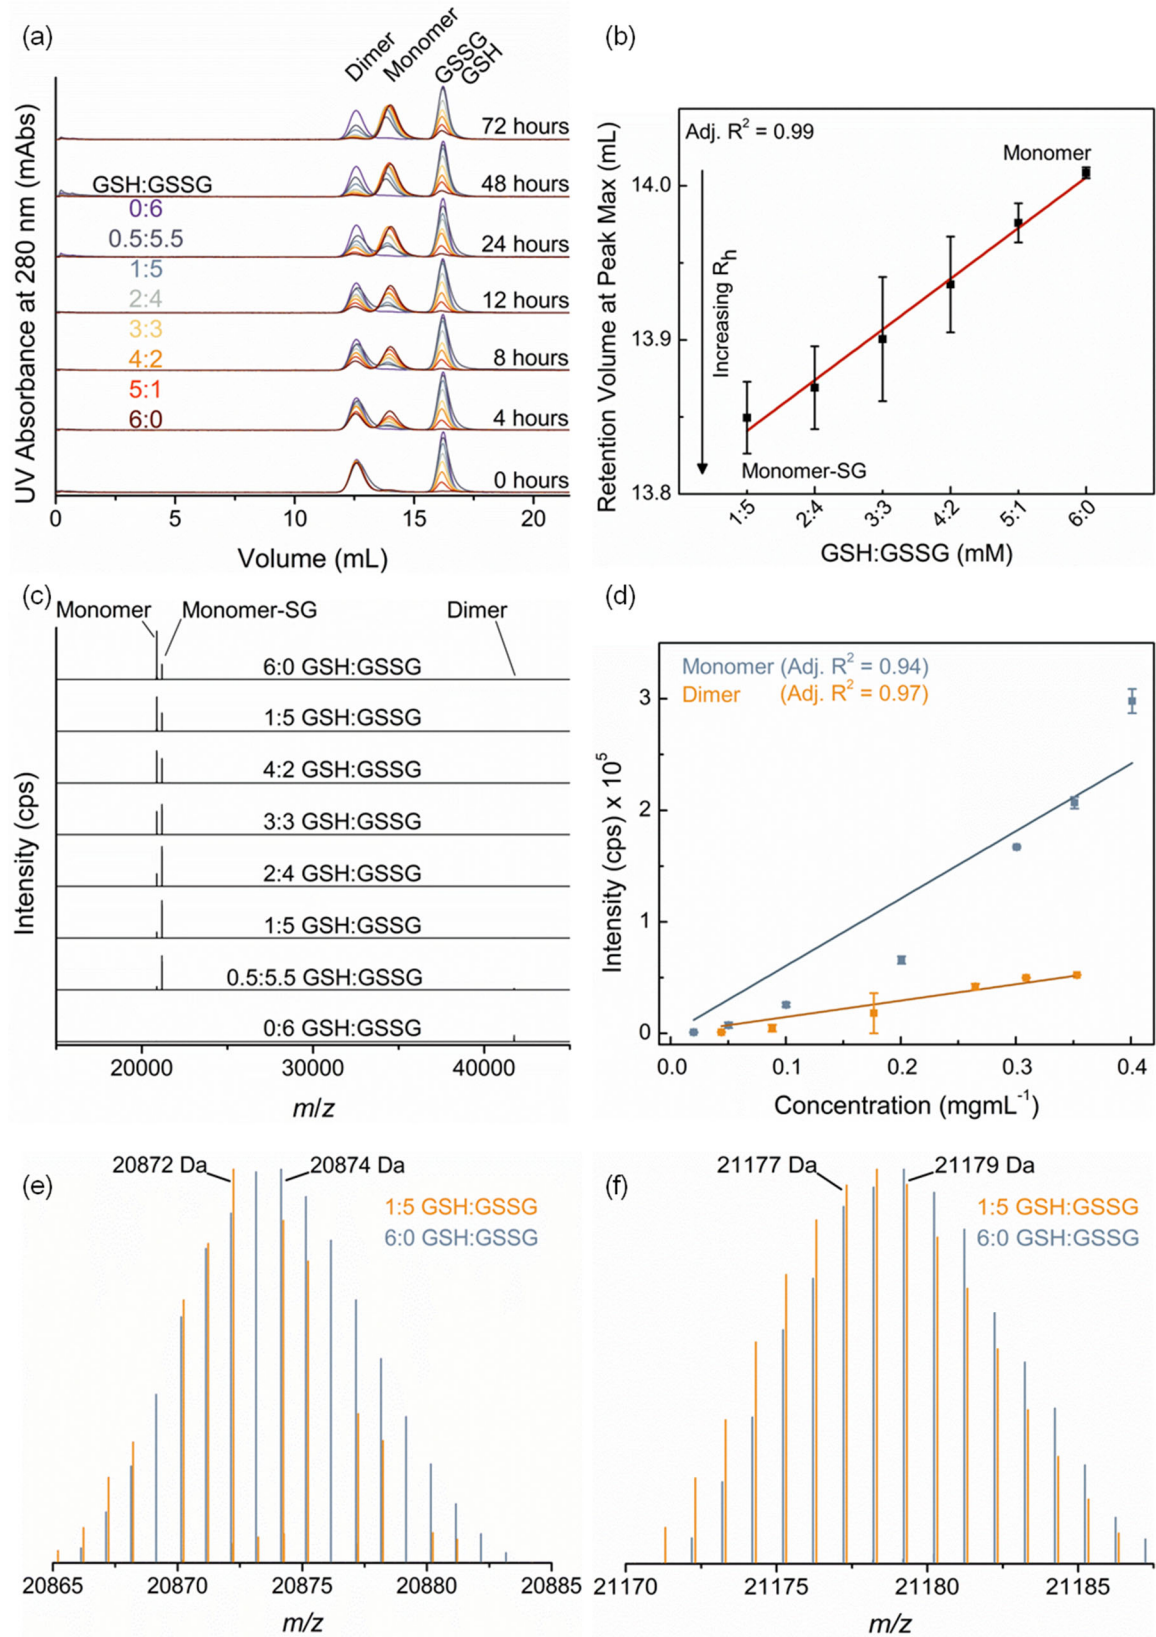 (a)
Dimer
Monomer
GSSG
GSH
UV Absorbance at 280 nm (mAbs)
72 hours
48 hours
24 hours
12 hours
8 hours
4 hours
0 hours
GSH:GSSG
0:6
0.5:5.5
1:5
2:4
3:3
4:2
5:1
6:0
0 5 10 15 20
Volume (mL)
(b)
Adj. R² = 0.99
Monomer
Increasing Rₕ
Monomer-SG
Retention Volume at Peak Max (mL)
14.0
13.9
13.8
1:5 2:4 3:3 4:2 5:1 6:0
GSH:GSSG (mM)
(c)
Monomer
Monomer-SG
Dimer
6:0 GSH:GSSG
1:5 GSH:GSSG
4:2 GSH:GSSG
3:3 GSH:GSSG
2:4 GSH:GSSG
1:5 GSH:GSSG
0.5:5.5 GSH:GSSG
0:6 GSH:GSSG
Intensity (cps)
20000 30000 40000
m/z
(d)
Monomer (Adj. R² = 0.94)
Dimer (Adj. R² = 0.97)
Intensity (cps) x 10⁵
3
2
1
0
0.0 0.1 0.2 0.3 0.4
Concentration (mgmL⁻¹)
(e)
20872 Da
20874 Da
1:5 GSH:GSSG
6:0 GSH:GSSG
20865 20870 20875 20880 20885
m/z
(f)
21177 Da
21179 Da
1:5 GSH:GSSG
6:0 GSH:GSSG
21170 21175 21180 21185
m/z